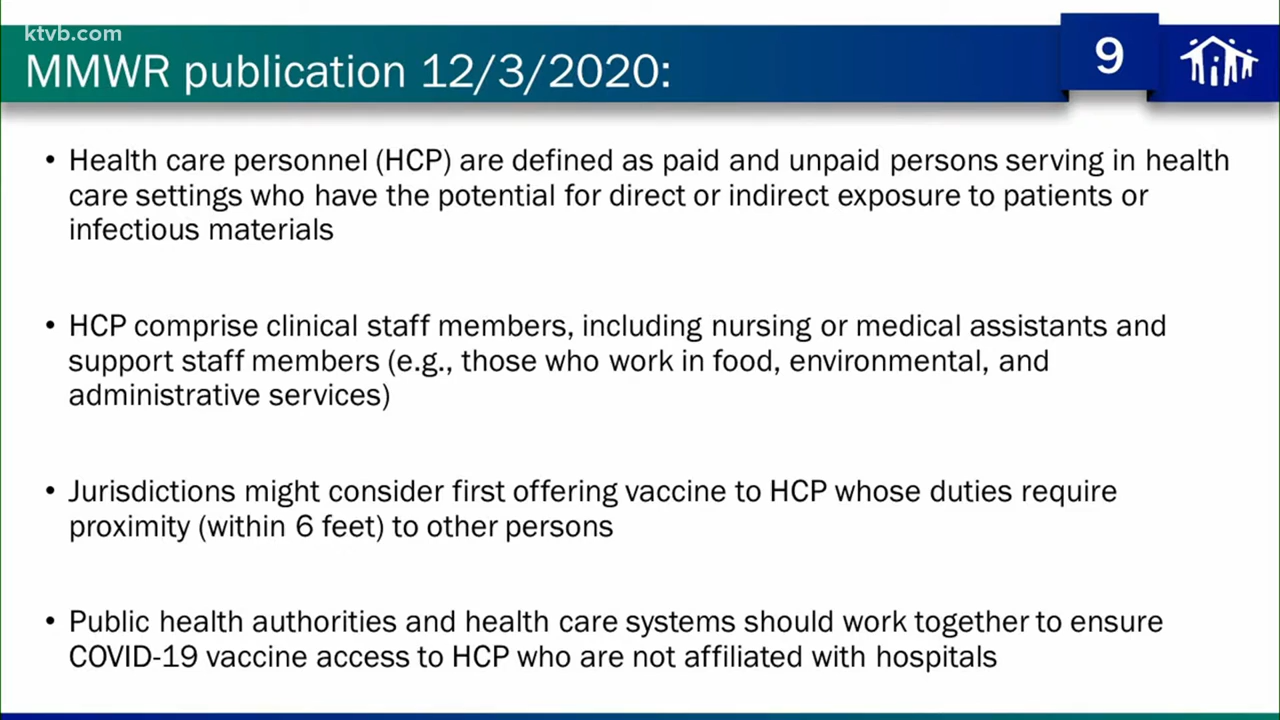 ktvb.com
MMWR publication 12/3/2020:
9
• Health care personnel (HCP) are defined as paid and unpaid persons serving in health
care settings who have the potential for direct or indirect exposure to patients or
infectious materials
• HCP comprise clinical staff members, including nursing or medical assistants and
support staff members (e.g., those who work in food, environmental, and
administrative services)
• Jurisdictions might consider first offering vaccine to HCP whose duties require
proximity (within 6 feet) to other persons
• Public health authorities and health care systems should work together to ensure
COVID-19 vaccine access to HCP who are not affiliated with hospitals